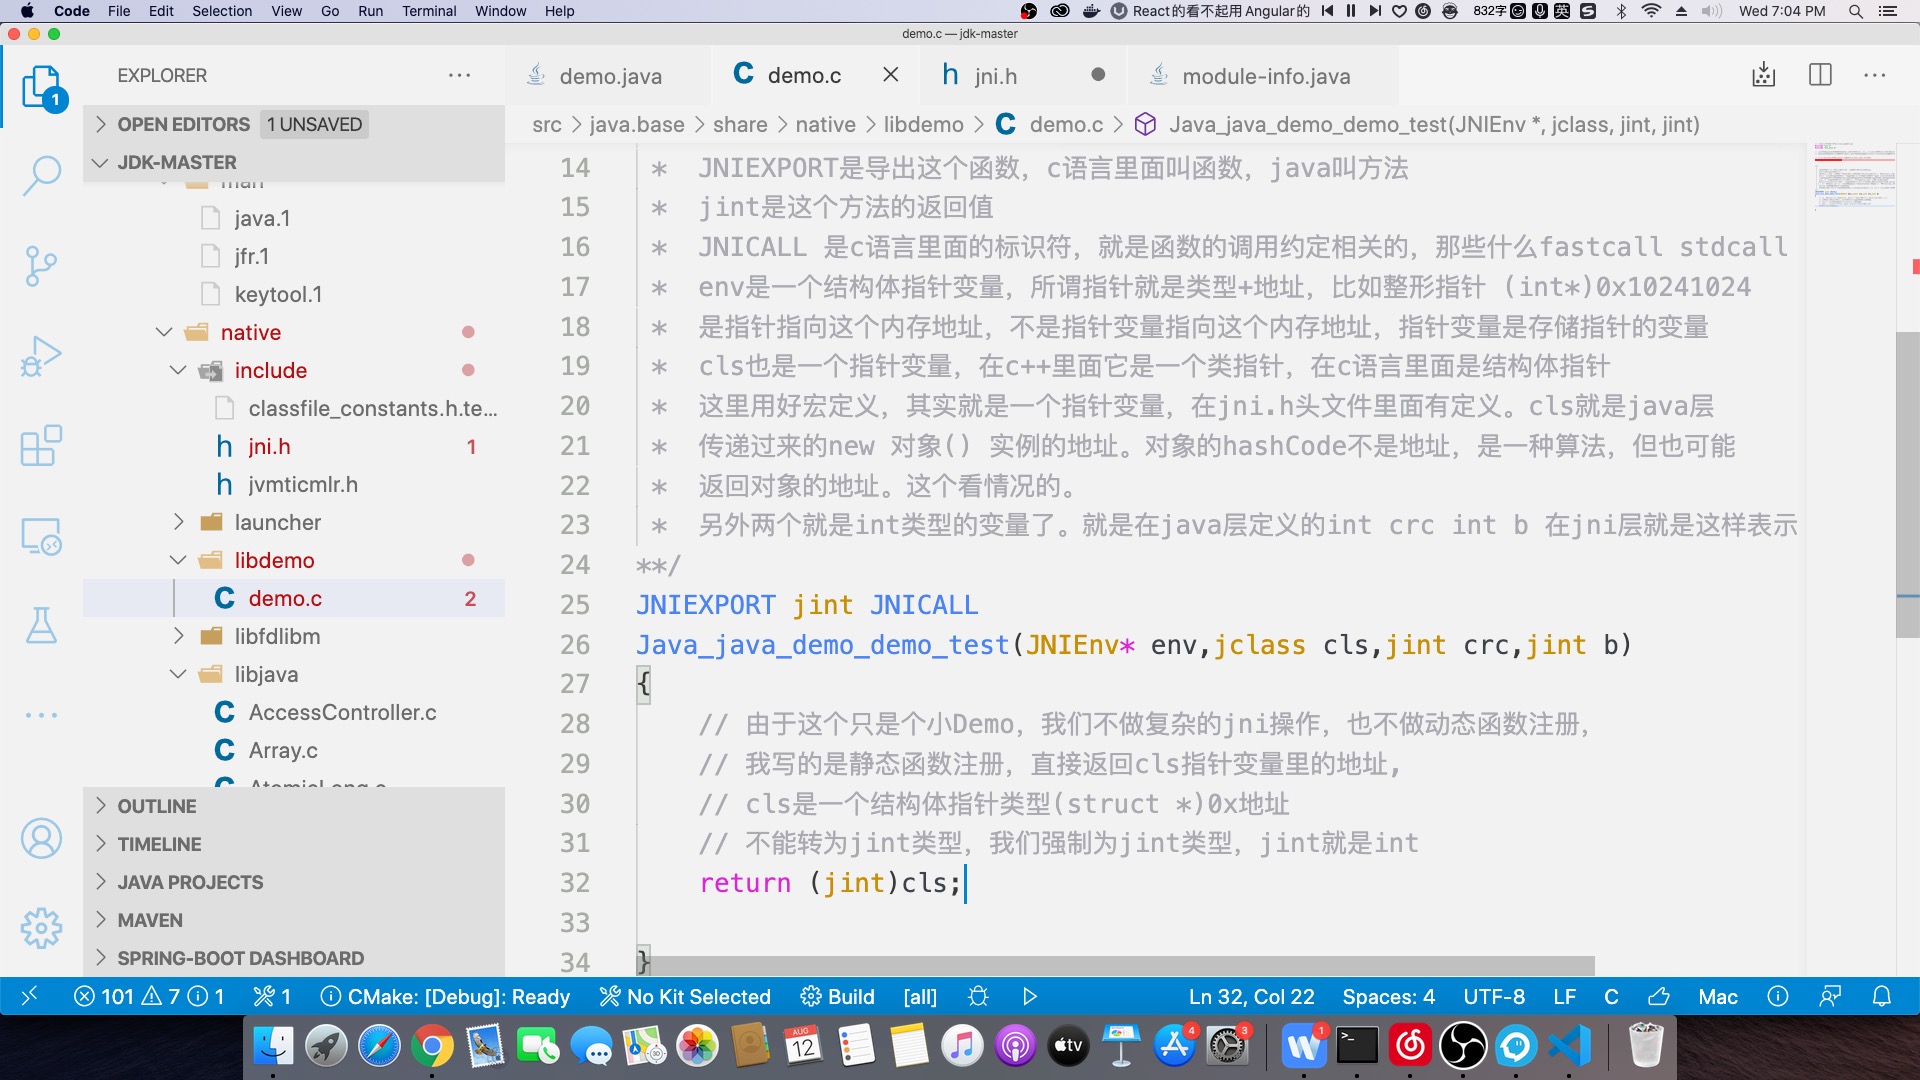 Code File Edit Selection View Go Run Terminal Window Help React的看不起用Angular的 832字 英 Wed 7:04 PM
demo.c — jdk-master
EXPLORER
OPEN EDITORS 1 UNSAVED
JDK-MASTER
man
java.1
jfr.1
keytool.1
native
include
classfile_constants.h.te...
jni.h 1
jvmticmlr.h
launcher
libdemo
demo.c 2
libfdlibm
libjava
AccessController.c
Array.c
AtomicLong.c
OUTLINE
TIMELINE
JAVA PROJECTS
MAVEN
SPRING-BOOT DASHBOARD
demo.java demo.c jni.h module-info.java
src > java.base > share > native > libdemo > demo.c > Java_java_demo_demo_test(JNIEnv *, jclass, jint, jint)
14 * JNIEXPORT是导出这个函数，c语言里面叫函数，java叫方法
15 * jint是这个方法的返回值
16 * JNICALL 是c语言里面的标识符，就是函数的调用约定相关的，那些什么fastcall stdcall
17 * env是一个结构体指针变量，所谓指针就是类型+地址，比如整形指针 (int*)0x10241024
18 * 是指针指向这个内存地址，不是指针变量指向这个内存地址，指针变量是存储指针的变量
19 * cls也是一个指针变量，在c++里面它是一个类指针，在c语言里面是结构体指针
20 * 这里用好宏定义，其实就是一个指针变量，在jni.h头文件里面有定义。cls就是java层
21 * 传递过来的new 对象() 实例的地址。对象的hashCode不是地址，是一种算法，但也可能
22 * 返回对象的地址。这个看情况的。
23 * 另外两个就是int类型的变量了。就是在java层定义的int crc int b 在jni层就是这样表示
24 **/
25 JNIEXPORT jint JNICALL
26 Java_java_demo_demo_test(JNIEnv* env,jclass cls,jint crc,jint b)
27 {
28 // 由于这个只是个小Demo，我们不做复杂的jni操作，也不做动态函数注册，
29 // 我写的是静态函数注册，直接返回cls指针变量里的地址，
30 // cls是一个结构体指针类型(struct *)0x地址
31 // 不能转为jint类型，我们强制为jint类型，jint就是int
32 return (jint)cls;
33
34 }
101 7 1 1 CMake: [Debug]: Ready No Kit Selected Build [all] Ln 32, Col 22 Spaces: 4 UTF-8 LF C Mac
AUG 12 tv 4 3 1